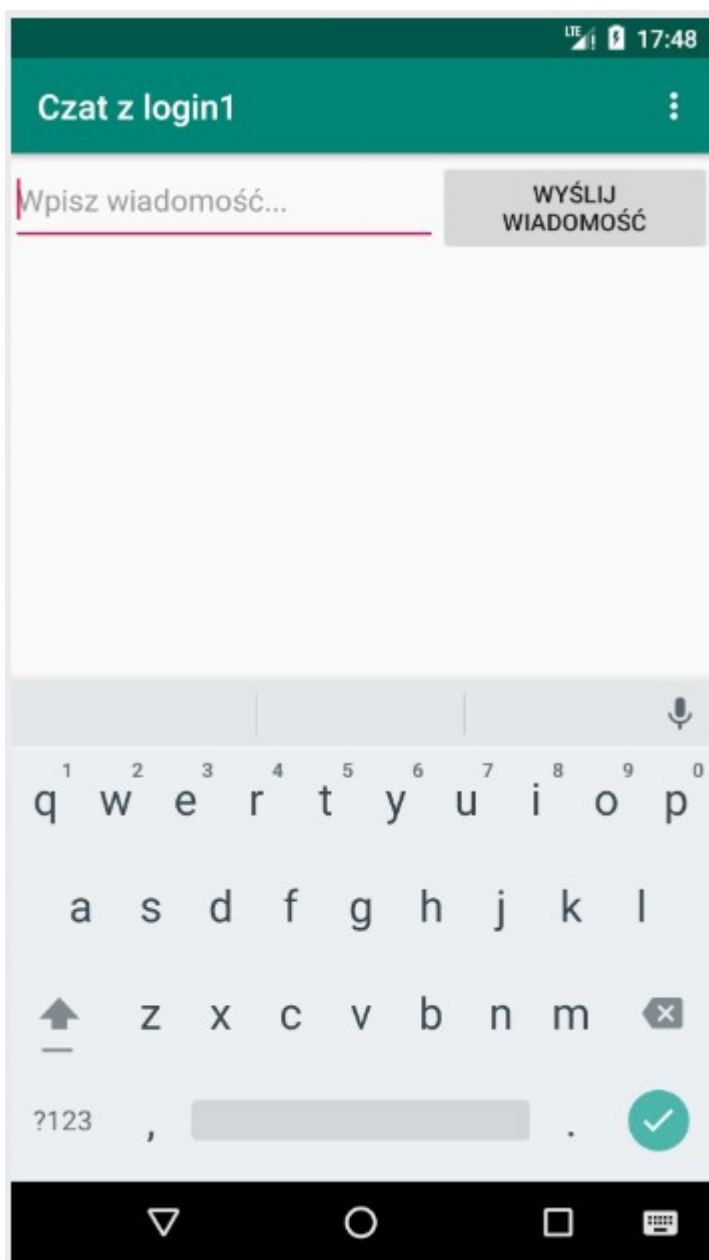 LTE 17:48
Czat z login1
Wpisz wiadomość...
WYŚLIJ
WIADOMOŚĆ
1 2 3 4 5 6 7 8 9 0
q w e r t y u i o p
a s d f g h j k l
z x c v b n m
?123 , .